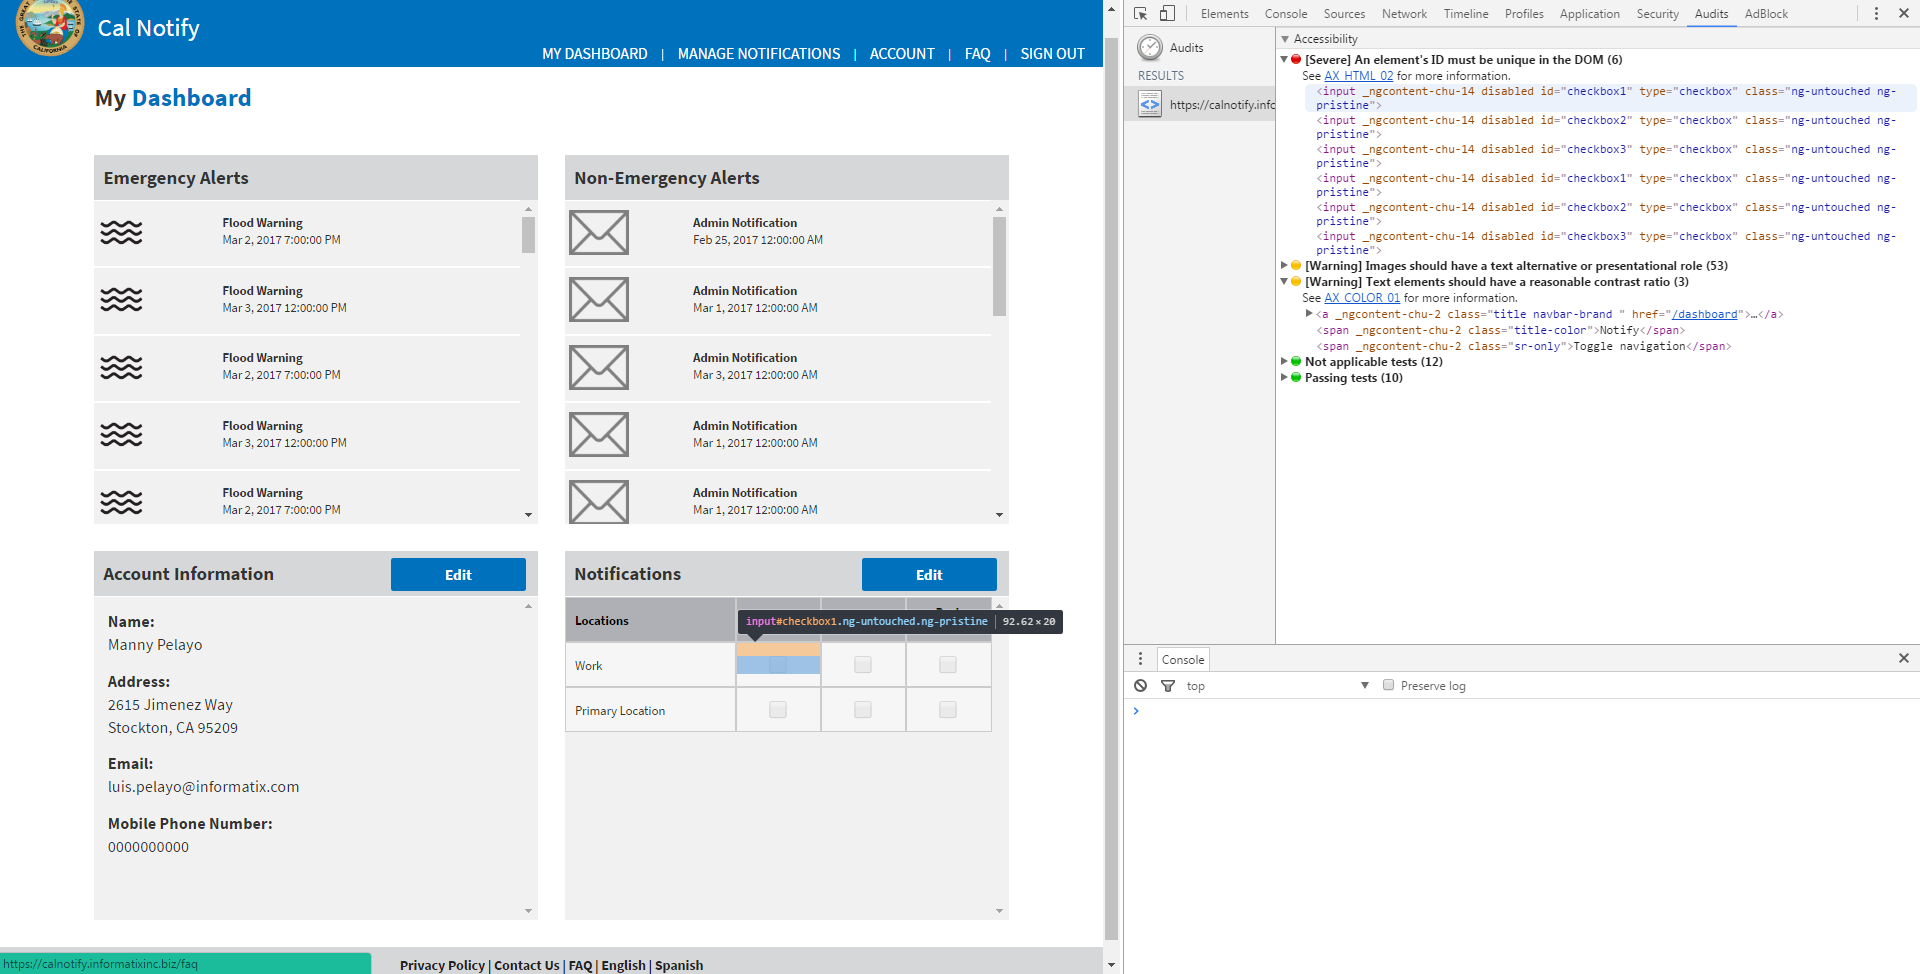 Cal Notify
MY DASHBOARD | MANAGE NOTIFICATIONS | ACCOUNT | FAQ | SIGN OUT
My Dashboard
Emergency Alerts
Flood Warning
Mar 2, 2017 7:00:00 PM
Flood Warning
Mar 3, 2017 12:00:00 PM
Flood Warning
Mar 2, 2017 7:00:00 PM
Flood Warning
Mar 3, 2017 12:00:00 PM
Flood Warning
Mar 2, 2017 7:00:00 PM
Non-Emergency Alerts
Admin Notification
Feb 25, 2017 12:00:00 AM
Admin Notification
Mar 1, 2017 12:00:00 AM
Admin Notification
Mar 3, 2017 12:00:00 AM
Admin Notification
Mar 1, 2017 12:00:00 AM
Admin Notification
Mar 1, 2017 12:00:00 AM
Account Information
Edit
Name:
Manny Pelayo
Address:
2615 Jimenez Way
Stockton, CA 95209
Email:
luis.pelayo@informatix.com
Mobile Phone Number:
0000000000
Notifications
Edit
Locations
input#checkbox1.ng-untouched.ng-pristine | 92.62 × 20
Work
Primary Location
https://calnotify.informatixinc.biz/faq
Privacy Policy | Contact Us | FAQ | English | Spanish
Elements Console Sources Network Timeline Profiles Application Security Audits AdBlock
Audits
RESULTS
https://calnotify.info
Accessibility
[Severe] An element's ID must be unique in the DOM (6)
See AX_HTML_02 for more information.
<input _ngcontent-chu-14 disabled id="checkbox1" type="checkbox" class="ng-untouched ng-
pristine">
<input _ngcontent-chu-14 disabled id="checkbox2" type="checkbox" class="ng-untouched ng-
pristine">
<input _ngcontent-chu-14 disabled id="checkbox3" type="checkbox" class="ng-untouched ng-
pristine">
<input _ngcontent-chu-14 disabled id="checkbox1" type="checkbox" class="ng-untouched ng-
pristine">
<input _ngcontent-chu-14 disabled id="checkbox2" type="checkbox" class="ng-untouched ng-
pristine">
<input _ngcontent-chu-14 disabled id="checkbox3" type="checkbox" class="ng-untouched ng-
pristine">
[Warning] Images should have a text alternative or presentational role (53)
[Warning] Text elements should have a reasonable contrast ratio (3)
See AX_COLOR_01 for more information.
<a _ngcontent-chu-2 class="title navbar-brand " href="/dashboard">…</a>
<span _ngcontent-chu-2 class="title-color">Notify</span>
<span _ngcontent-chu-2 class="sr-only">Toggle navigation</span>
Not applicable tests (12)
Passing tests (10)
Console
top
Preserve log